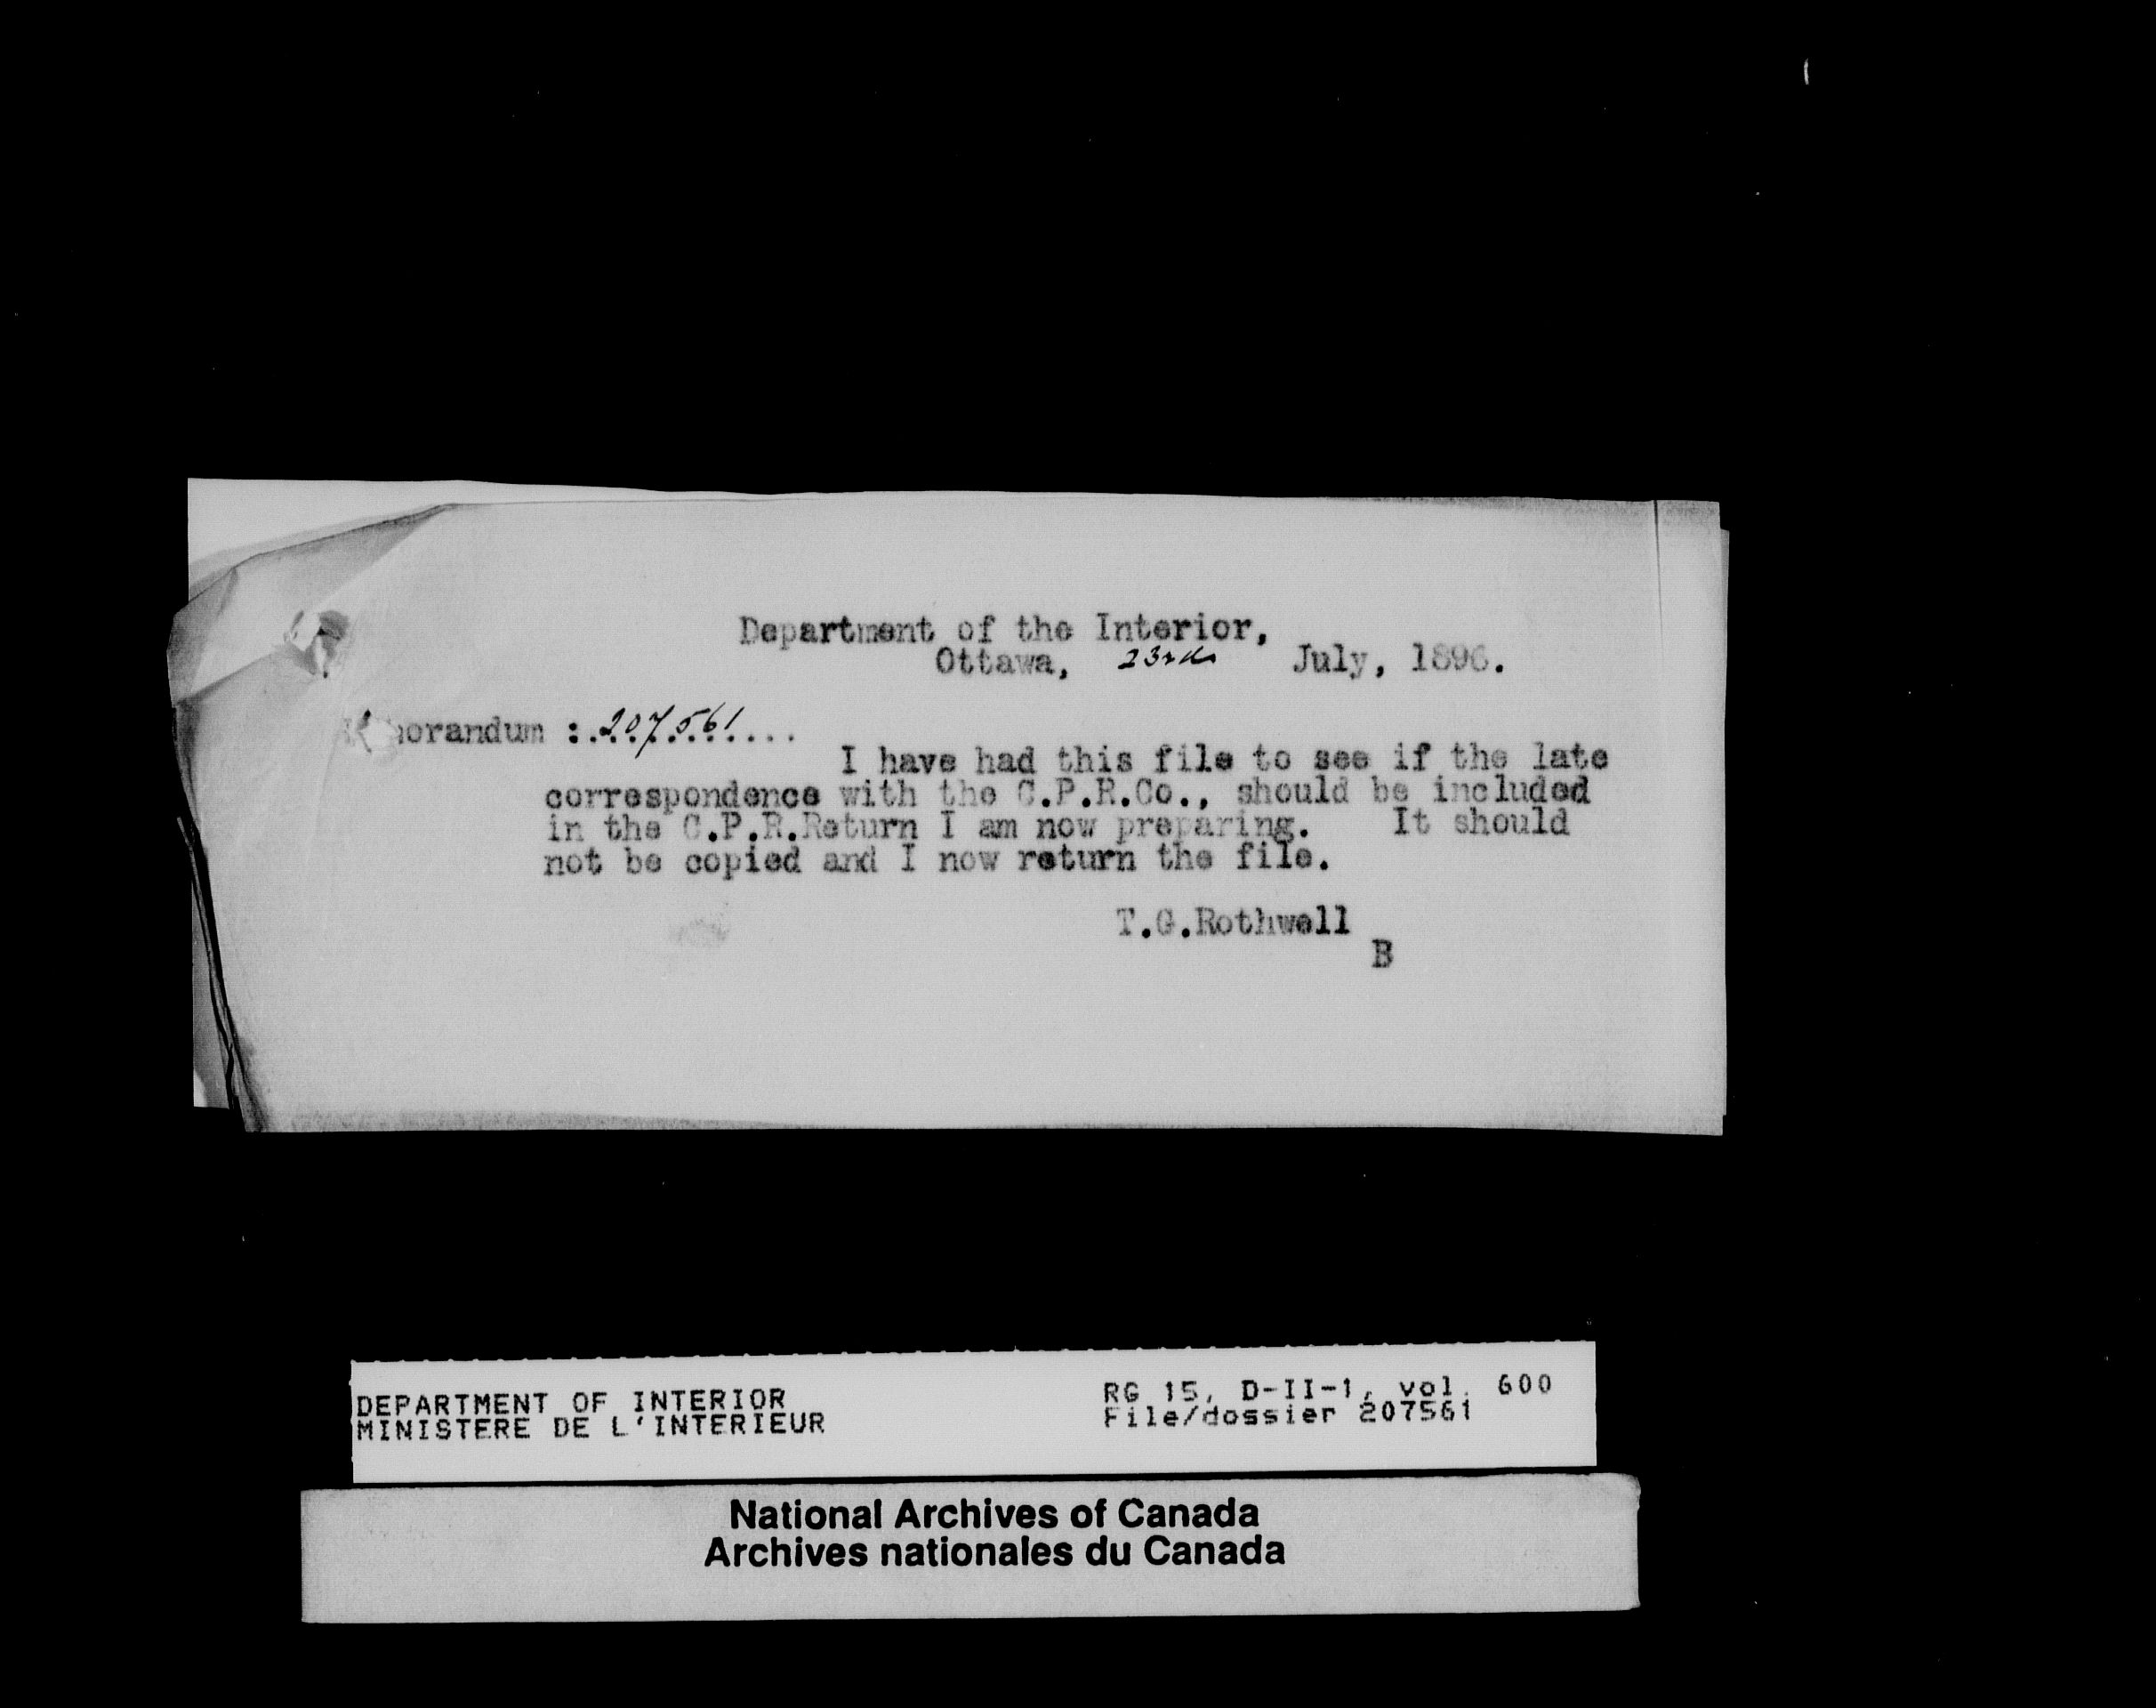 Department of the Interior,
Ottawa, 23rd July, 1896.
Memorandum :.207561....
I have had this file to see if the late
correspondence with the C.P.R.Co., should be included
in the C.P.R.Return I am now preparing. It should
not be copied and I now return the file.
T.G.Rothwell
B
DEPARTMENT OF INTERIOR
MINISTERE DE L'INTERIEUR
RG 15, D-II-1, vol. 600
File/dossier 207561
National Archives of Canada
Archives nationales du Canada